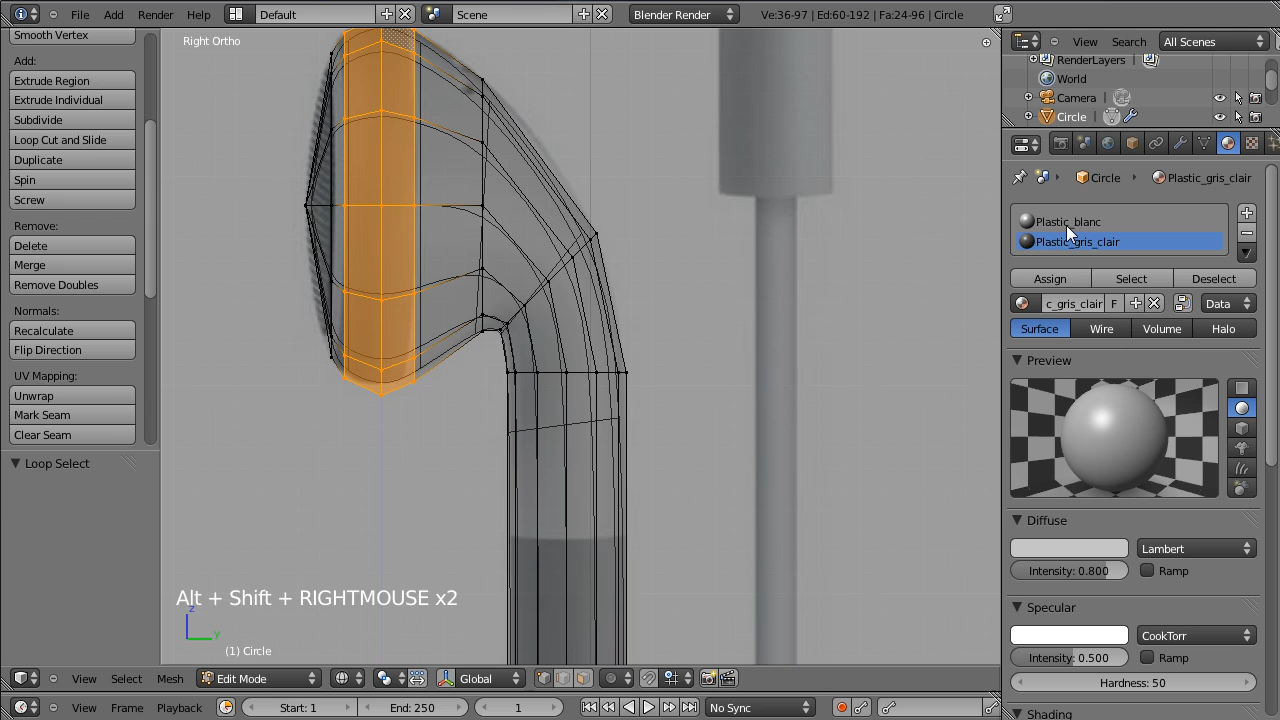 File Add Render Help Default Scene Blender Render Ve:36-97 | Ed:60-192 | Fa:24-96 | Circle
Smooth Vertex
Add:
Extrude Region
Extrude Individual
Subdivide
Loop Cut and Slide
Duplicate
Spin
Screw
Remove:
Delete
Merge
Remove Doubles
Normals:
Recalculate
Flip Direction
UV Mapping:
Unwrap
Mark Seam
Clear Seam
Loop Select
Right Ortho
Alt + Shift + RIGHTMOUSE x2
z
y
(1) Circle
View Select Mesh Edit Mode Global
View Frame Playback Start: 1 End: 250 1 No Sync
View Search All Scenes
RenderLayers
World
Camera
Circle
Circle Plastic_gris_clair
Plastic_blanc
Plastic_gris_clair
Assign Select Deselect
c_gris_clair F Data
Surface Wire Volume Halo
Preview
Diffuse
Lambert
Intensity: 0.800 Ramp
Specular
CookTorr
Intensity: 0.500 Ramp
Hardness: 50
Shading